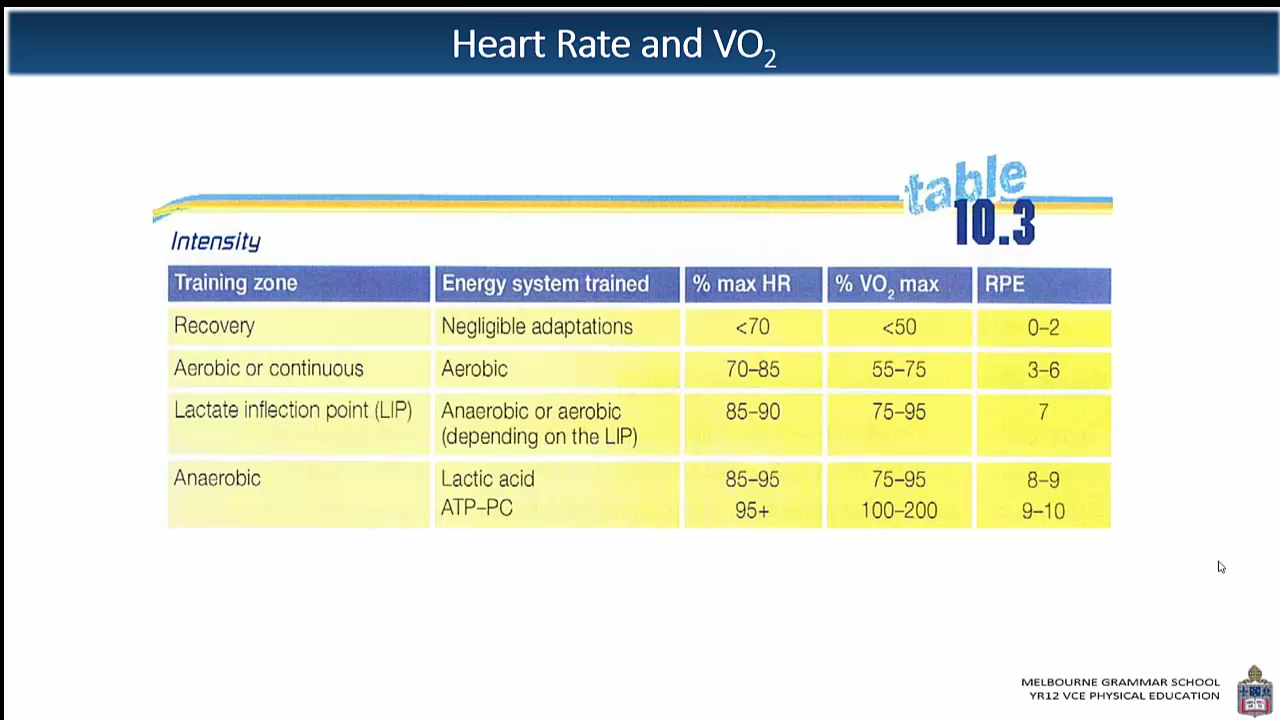 Heart Rate and VO2
table
10.3
Intensity
Training zone Energy system trained % max HR % VO2 max RPE
Recovery Negligible adaptations <70 <50 0–2
Aerobic or continuous Aerobic 70–85 55–75 3–6
Lactate inflection point (LIP) Anaerobic or aerobic 85–90 75–95 7
(depending on the LIP)
Anaerobic Lactic acid 85–95 75–95 8–9
ATP–PC 95+ 100–200 9–10
MELBOURNE GRAMMAR SCHOOL
YR12 VCE PHYSICAL EDUCATION